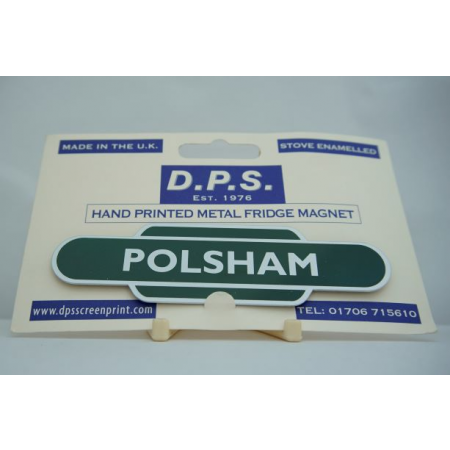 MADE IN THE U.K.
STOVE ENAMELLED
D.P.S.
EST. 1976
HAND PRINTED METAL FRIDGE MAGNET
POLSHAM
www.dpsscreenprint.com
TEL: 01706 715610